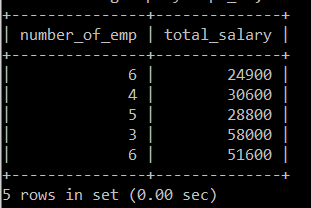 +---------------+--------------+
| number_of_emp | total_salary |
+---------------+--------------+
|             6 |        24900 |
|             4 |        30600 |
|             5 |        28800 |
|             3 |        58000 |
|             6 |        51600 |
+---------------+--------------+
5 rows in set (0.00 sec)